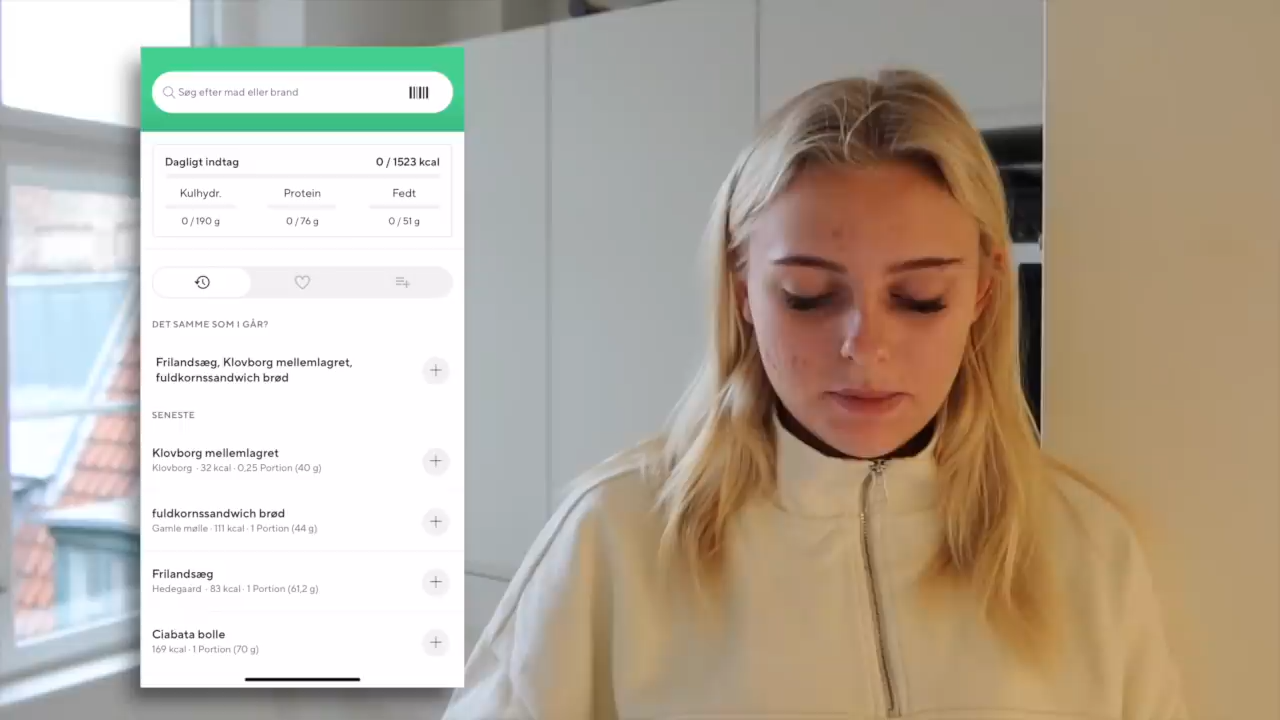 Søg efter mad eller brand
Dagligt indtag 0 / 1523 kcal
Kulhydr. Protein Fedt
0 / 190 g 0 / 76 g 0 / 51 g
DET SAMME SOM I GÅR?
Frilandsæg, Klovborg mellemlagret,
fuldkornssandwich brød
SENESTE
Klovborg mellemlagret
Klovborg · 32 kcal · 0,25 Portion (40 g)
fuldkornssandwich brød
Gamle mølle · 111 kcal · 1 Portion (44 g)
Frilandsæg
Hedegaard · 83 kcal · 1 Portion (61,2 g)
Ciabata bolle
169 kcal · 1 Portion (70 g)